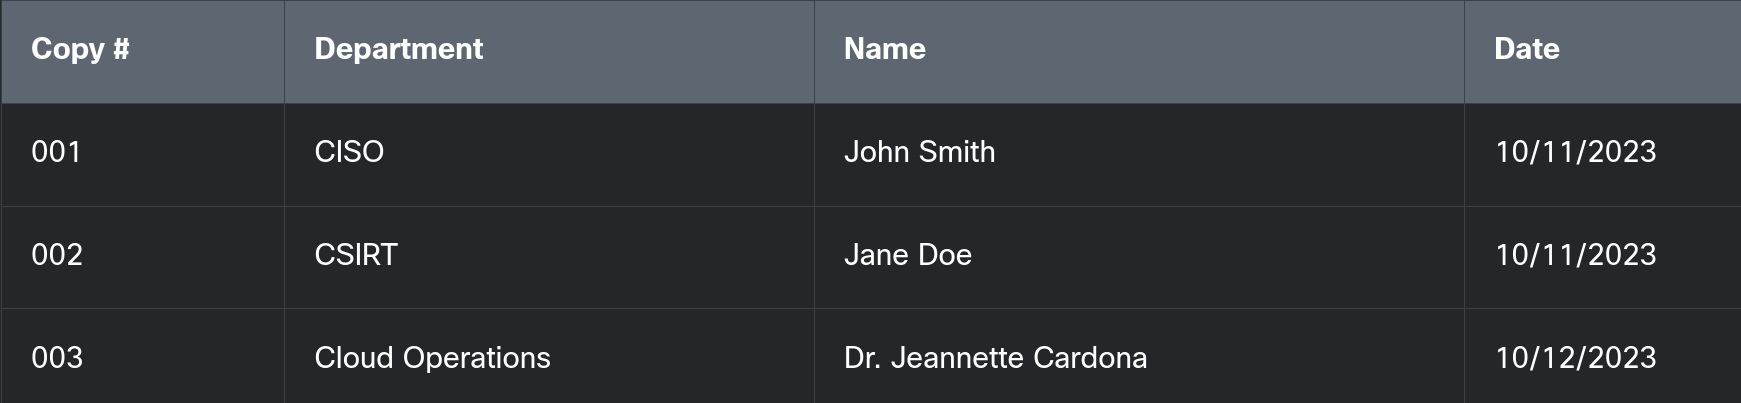 Copy # Department Name Date
001 CISO John Smith 10/11/2023
002 CSIRT Jane Doe 10/11/2023
003 Cloud Operations Dr. Jeannette Cardona 10/12/2023